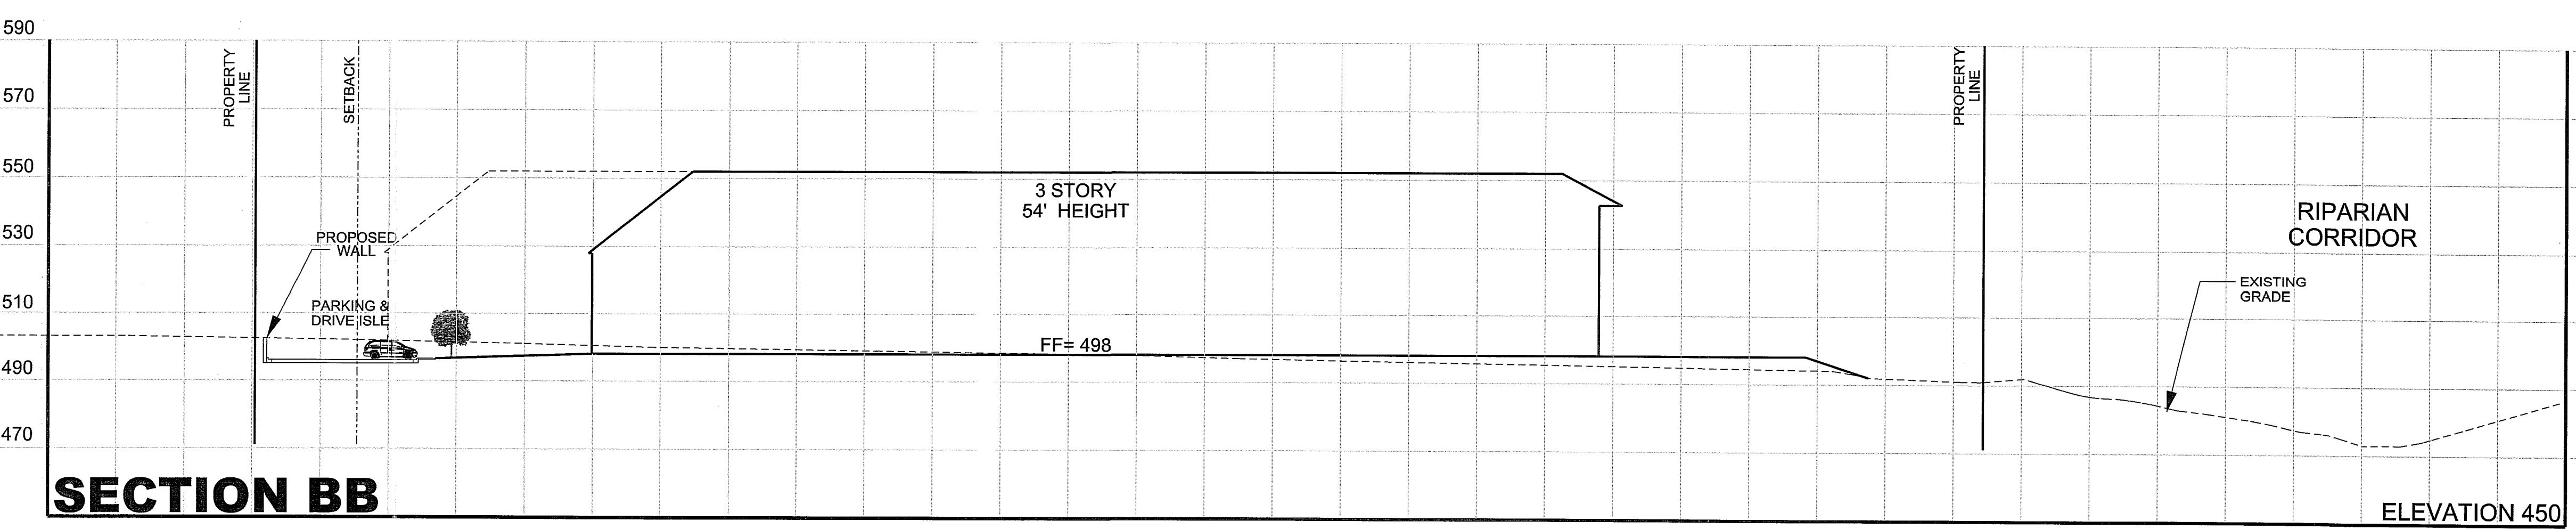 590
570
550
530
510
490
470
PROPERTY
LINE
SETBACK
PROPOSED
WALL
PARKING &
DRIVE ISLE
3 STORY
54' HEIGHT
FF= 498
PROPERTY
LINE
RIPARIAN
CORRIDOR
EXISTING
GRADE
SECTION BB
ELEVATION 450